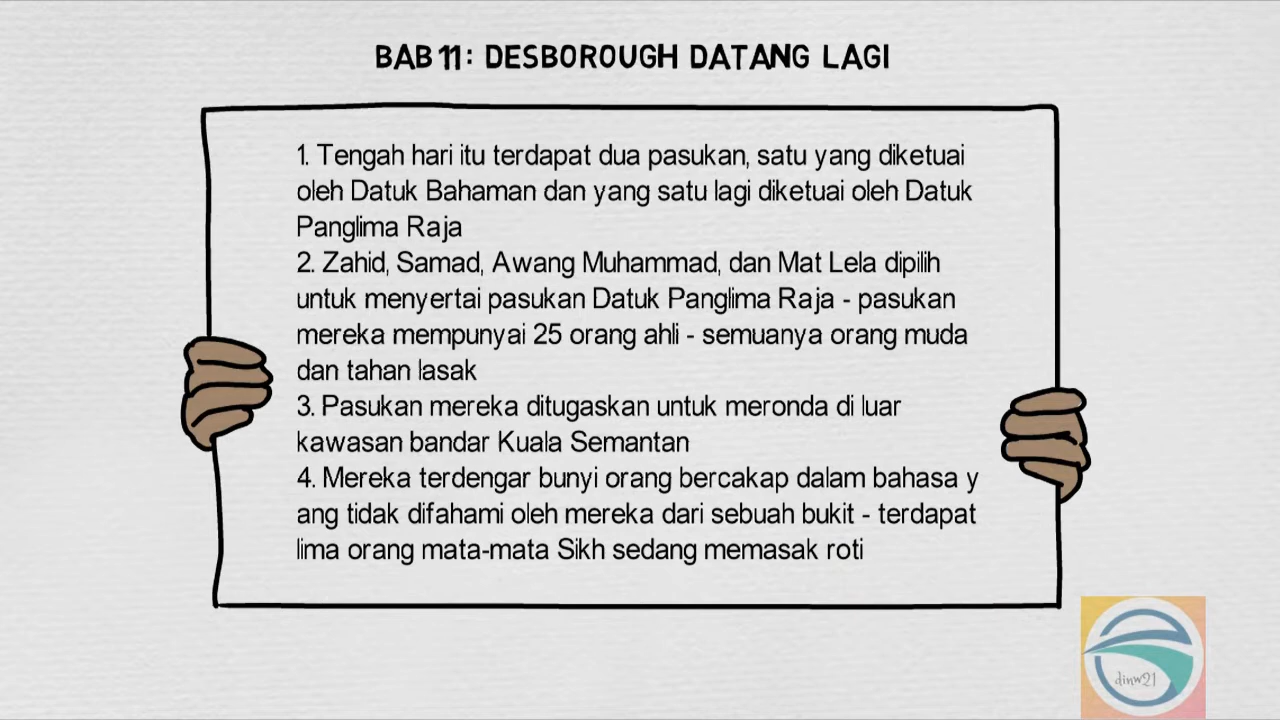 BAB 11: DESBOROUGH DATANG LAGI
1. Tengah hari itu terdapat dua pasukan, satu yang diketuai
oleh Datuk Bahaman dan yang satu lagi diketuai oleh Datuk
Panglima Raja
2. Zahid, Samad, Awang Muhammad, dan Mat Lela dipilih
untuk menyertai pasukan Datuk Panglima Raja - pasukan
mereka mempunyai 25 orang ahli - semuanya orang muda
dan tahan lasak
3. Pasukan mereka ditugaskan untuk meronda di luar
kawasan bandar Kuala Semantan
4. Mereka terdengar bunyi orang bercakap dalam bahasa y
ang tidak difahami oleh mereka dari sebuah bukit - terdapat
lima orang mata-mata Sikh sedang memasak roti
dinw21